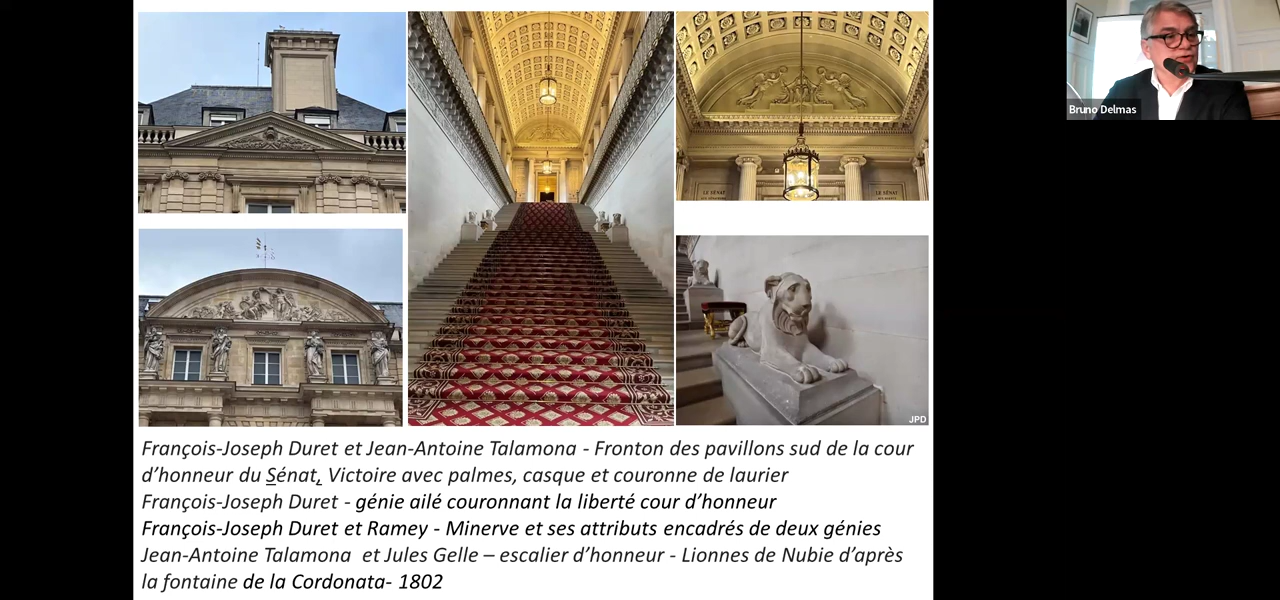 Bruno Delmas
LE SÉNAT
LE SÉNAT
JPD
François-Joseph Duret et Jean-Antoine Talamona - Fronton des pavillons sud de la cour
d’honneur du Sénat, Victoire avec palmes, casque et couronne de laurier
François-Joseph Duret - génie ailé couronnant la liberté cour d’honneur
François-Joseph Duret et Ramey - Minerve et ses attributs encadrés de deux génies
Jean-Antoine Talamona et Jules Gelle – escalier d’honneur - Lionnes de Nubie d’après
la fontaine de la Cordonata- 1802